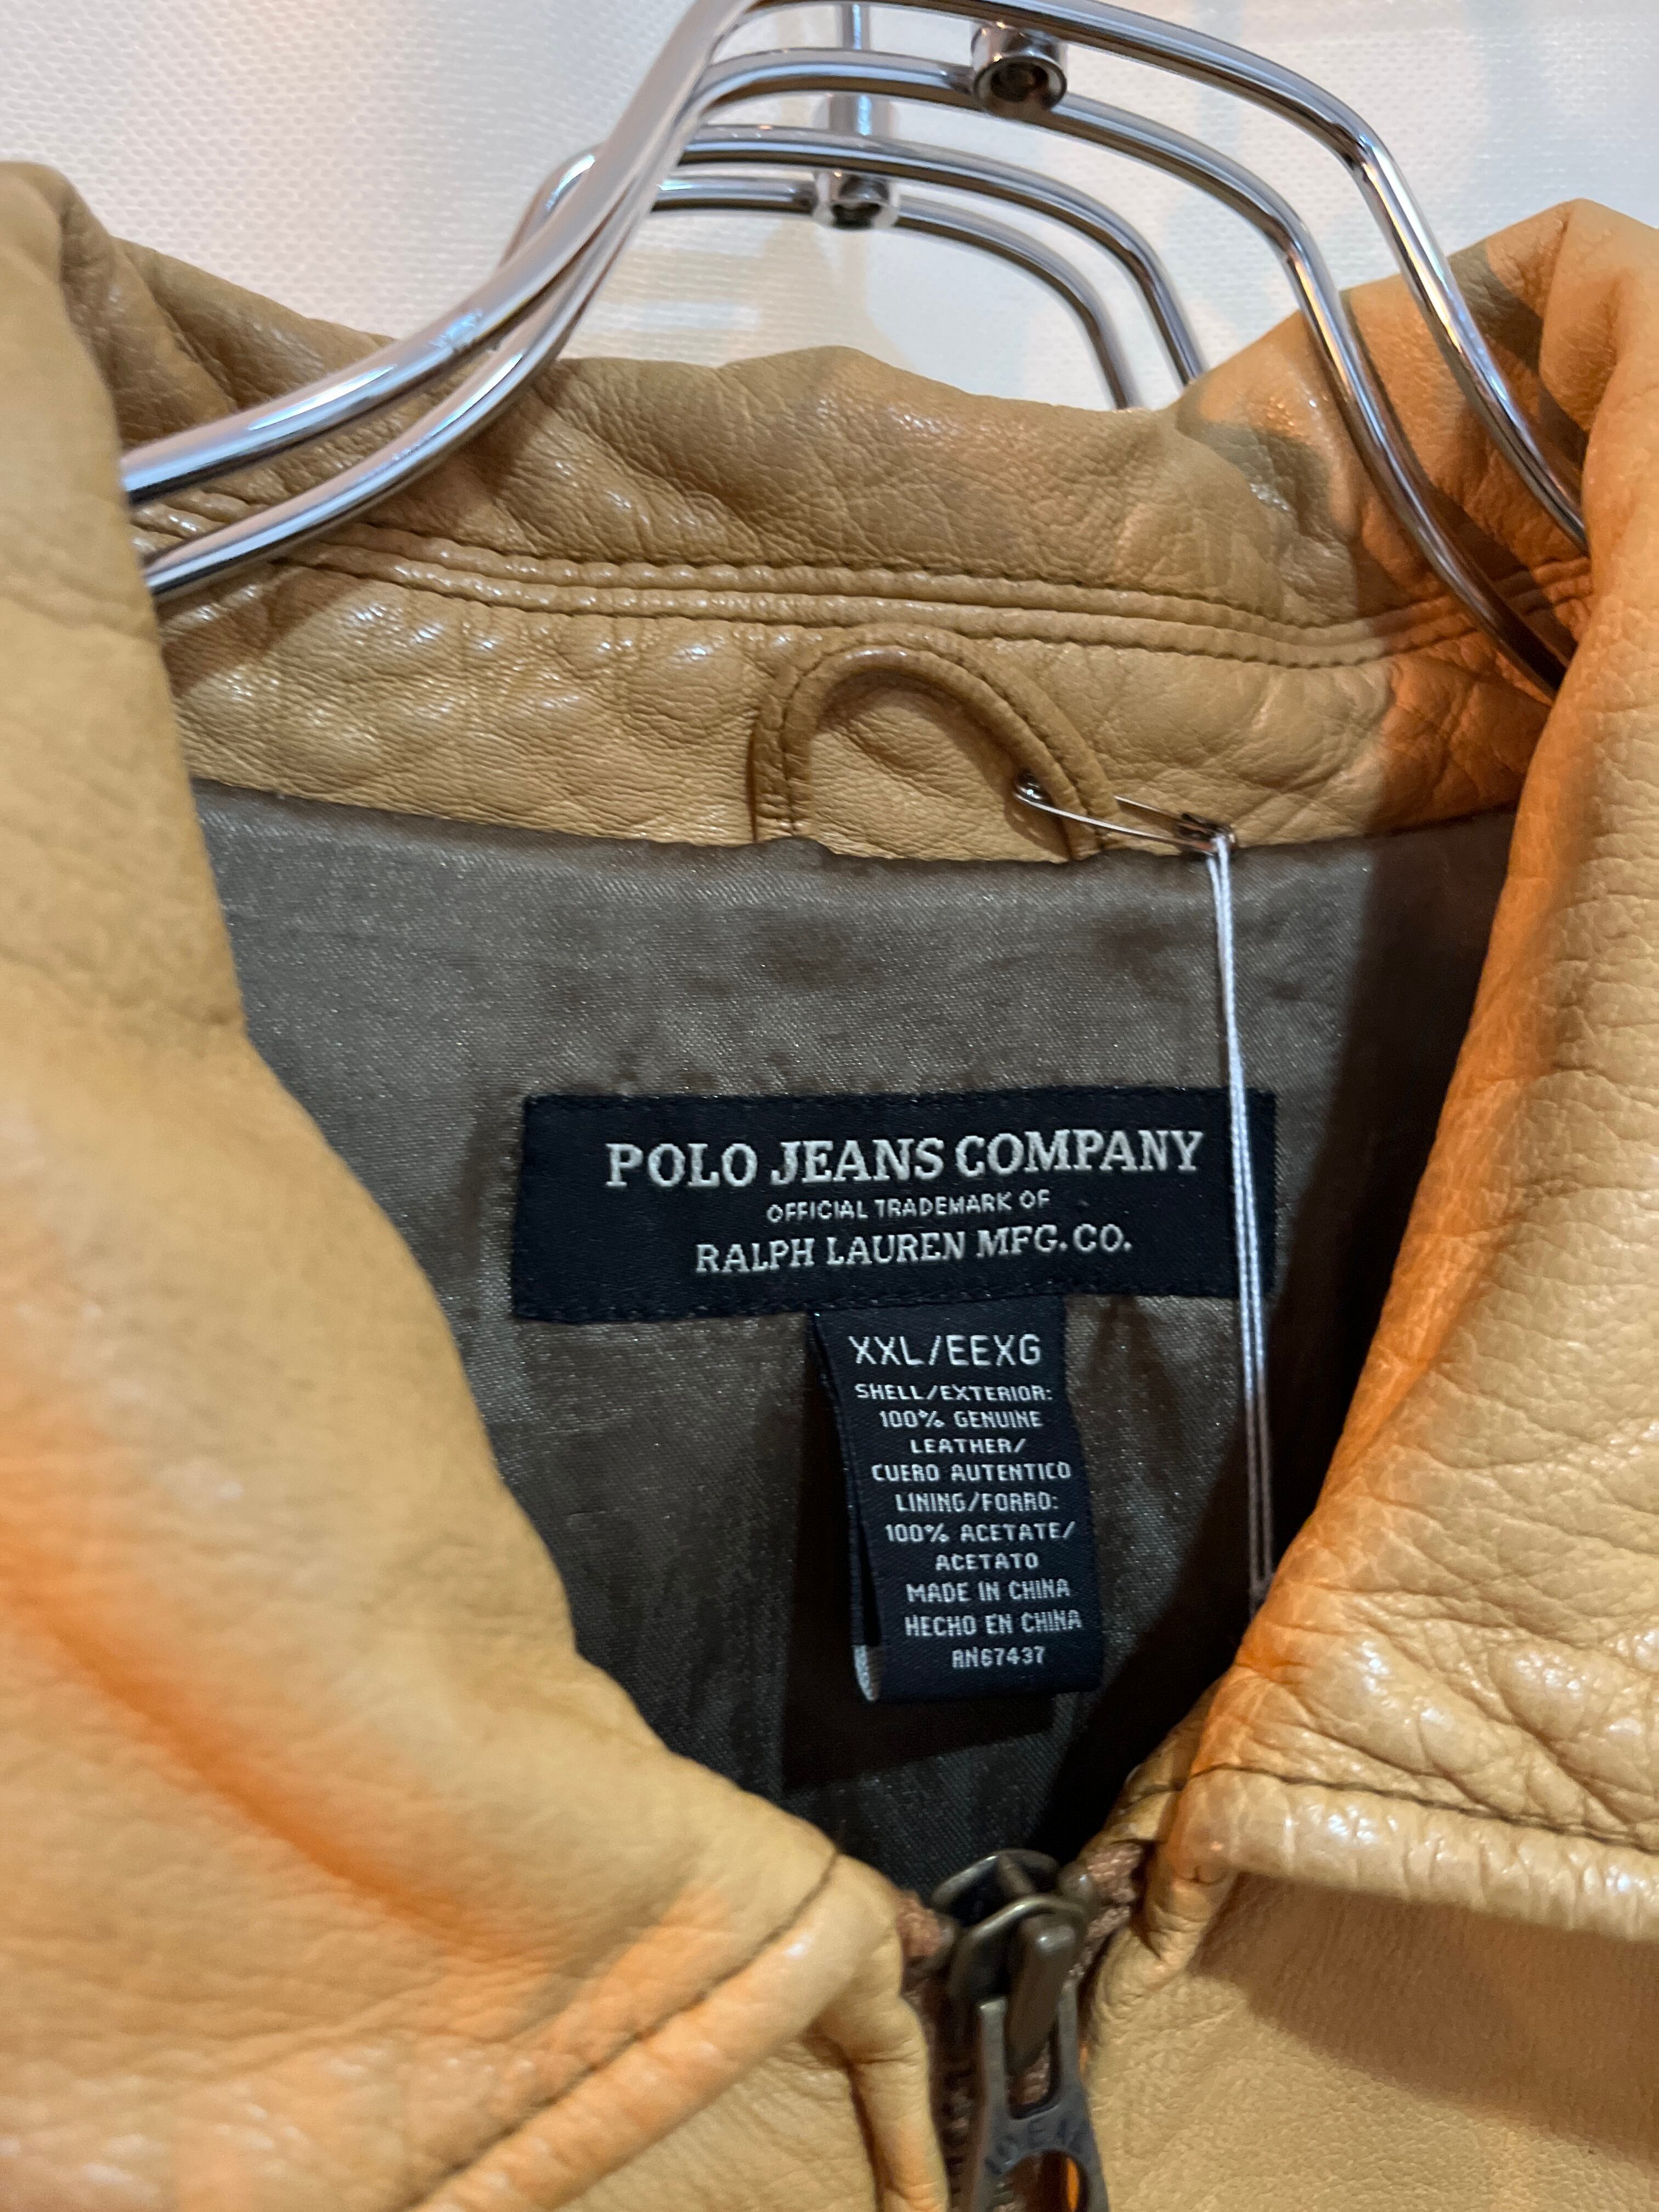 POLO JEANS COMPANY
OFFICIAL TRADEMARK OF
RALPH LAUREN MFG.CO.
XXL/EEXG
SHELL/EXTERIOR:
100% GENUINE
LEATHER/
CUERO AUTENTICO
LINING/FORRO:
100% ACETATE/
ACETATO
MADE IN CHINA
HECHO EN CHINA
RN67437
IDEAL